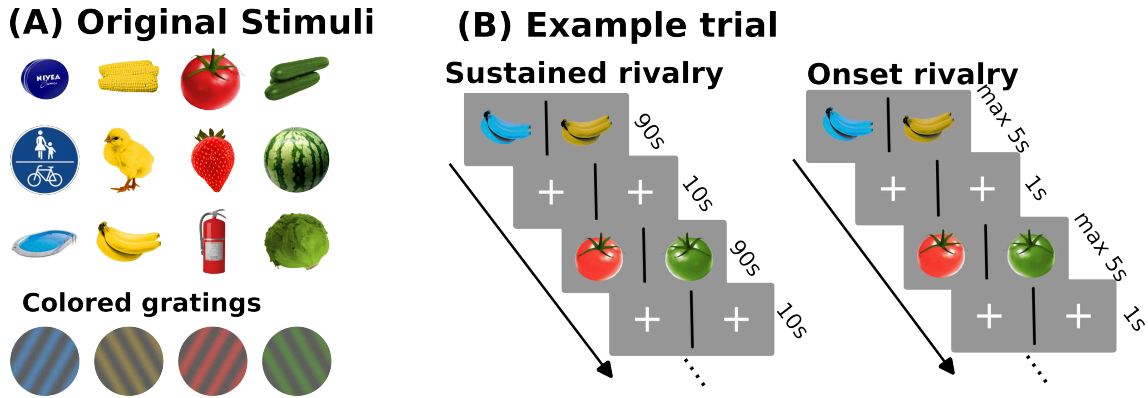 (A) Original Stimuli
NIVEA
Creme
Colored gratings
(B) Example trial
Sustained rivalry
90s
10s
90s
10s
Onset rivalry
max 5s
1s
max 5s
1s